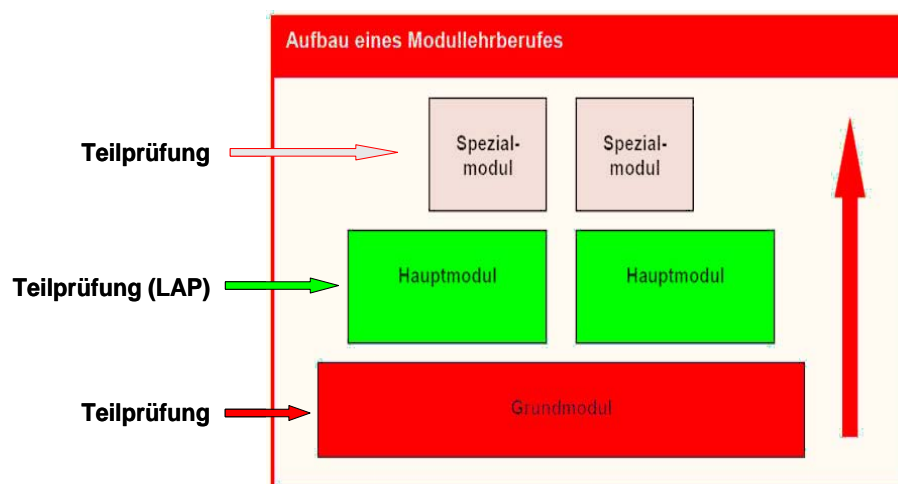 Aufbau eines Modullehrberufes
Teilprüfung
Spezial-
modul
Spezial-
modul
Teilprüfung (LAP)
Hauptmodul
Hauptmodul
Teilprüfung
Grundmodul